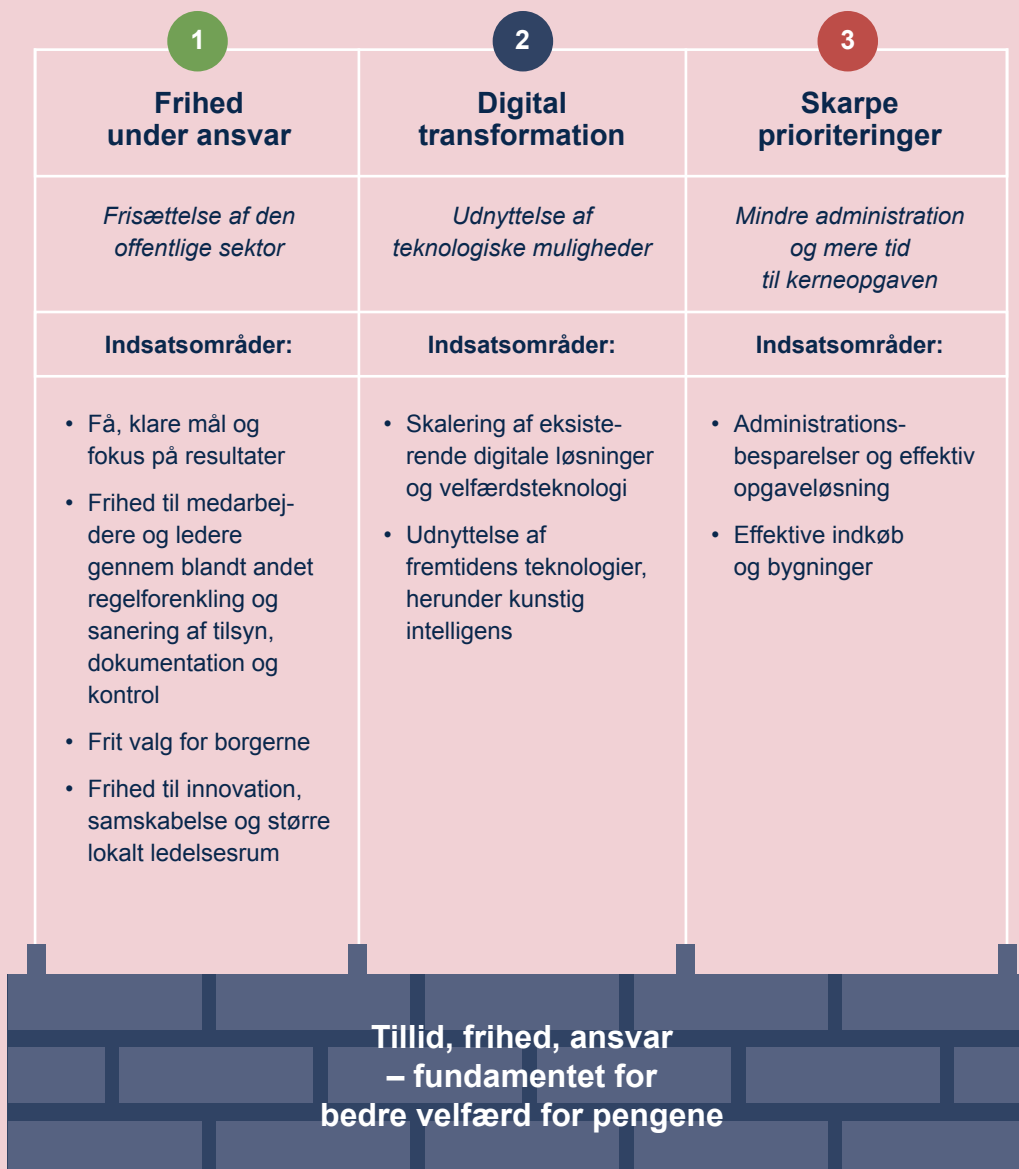 1
Frihed
under ansvar
Frisættelse af den
offentlige sektor
Indsatsområder:
• Få, klare mål og
fokus på resultater
• Frihed til medarbej-
dere og ledere
gennem blandt andet
regelforenkling og
sanering af tilsyn,
dokumentation og
kontrol
• Frit valg for borgerne
• Frihed til innovation,
samskabelse og større
lokalt ledelsesrum
2
Digital
transformation
Udnyttelse af
teknologiske muligheder
Indsatsområder:
• Skalering af eksiste-
rende digitale løsninger
og velfærdsteknologi
• Udnyttelse af
fremtidens teknologier,
herunder kunstig
intelligens
3
Skarpe
prioriteringer
Mindre administration
og mere tid
til kerneopgaven
Indsatsområder:
• Administrations-
besparelser og effektiv
opgaveløsning
• Effektive indkøb
og bygninger
Tillid, frihed, ansvar
– fundamentet for
bedre velfærd for pengene